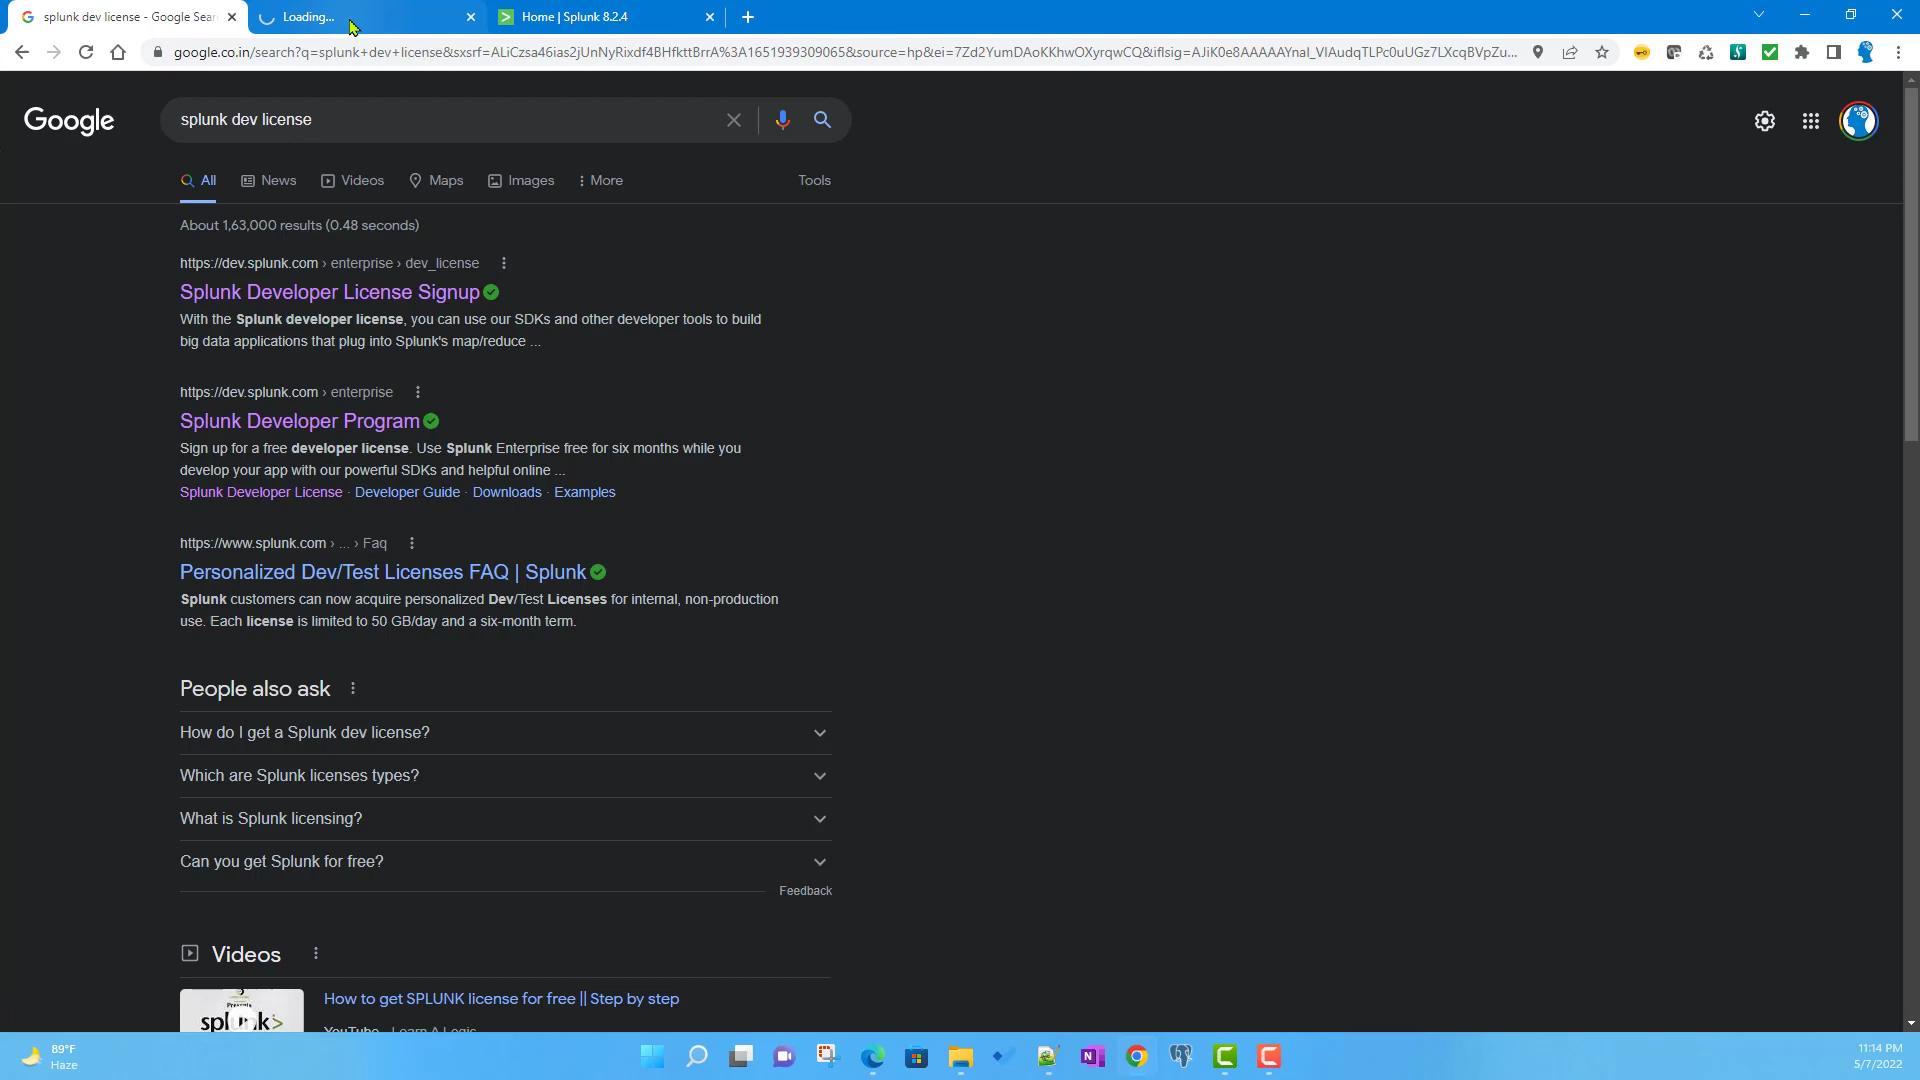 splunk dev license - Google Sear
Loading...
Home | Splunk 8.2.4
google.co.in/search?q=splunk+dev+license&sxsrf=ALiCzsa46ias2jUnNyRixdf4BHfkttBrrA%3A1651939309065&source=hp&ei=7Zd2YumDAoKKhwOXyrqwCQ&iflsig=AJiK0e8AAAAAYnaI_VIAudqTLPc0uUGz7LXcqBVpZu...
Google
splunk dev license
All
News
Videos
Maps
Images
More
Tools
About 1,63,000 results (0.48 seconds)
https://dev.splunk.com › enterprise › dev_license
Splunk Developer License Signup
With the Splunk developer license, you can use our SDKs and other developer tools to build
big data applications that plug into Splunk's map/reduce ...
https://dev.splunk.com › enterprise
Splunk Developer Program
Sign up for a free developer license. Use Splunk Enterprise free for six months while you
develop your app with our powerful SDKs and helpful online ...
Splunk Developer License · Developer Guide · Downloads · Examples
https://www.splunk.com › ... › Faq
Personalized Dev/Test Licenses FAQ | Splunk
Splunk customers can now acquire personalized Dev/Test Licenses for internal, non-production
use. Each license is limited to 50 GB/day and a six-month term.
People also ask
How do I get a Splunk dev license?
Which are Splunk licenses types?
What is Splunk licensing?
Can you get Splunk for free?
Feedback
Videos
How to get SPLUNK license for free || Step by step
splunk>
YouTube · Learn A Logic
89°F
Haze
11:14 PM
5/7/2022